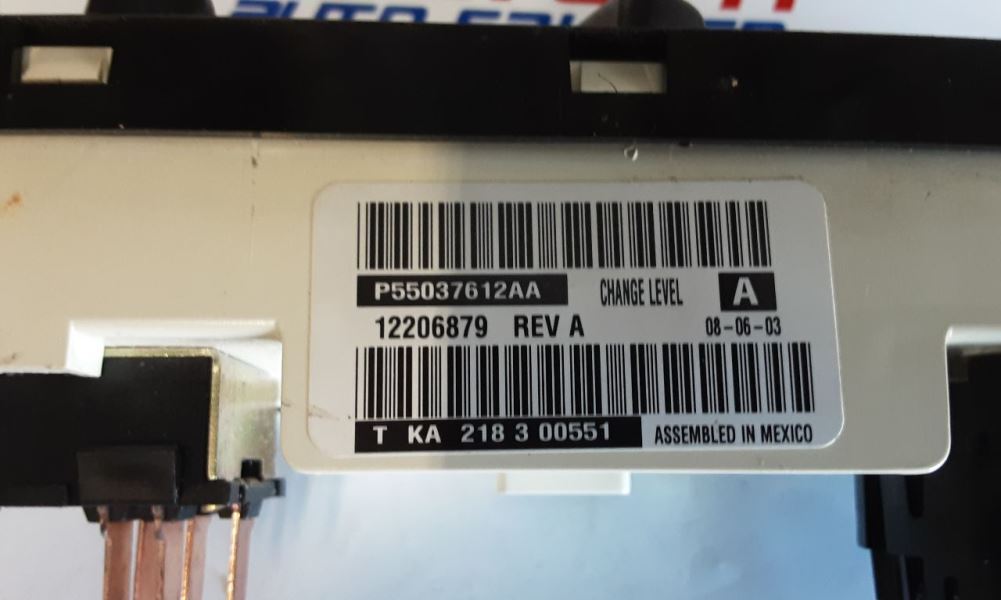 P55037612AA CHANGE LEVEL A
12206879 REV A 08-06-03
T KA 218 3 00551 ASSEMBLED IN MEXICO